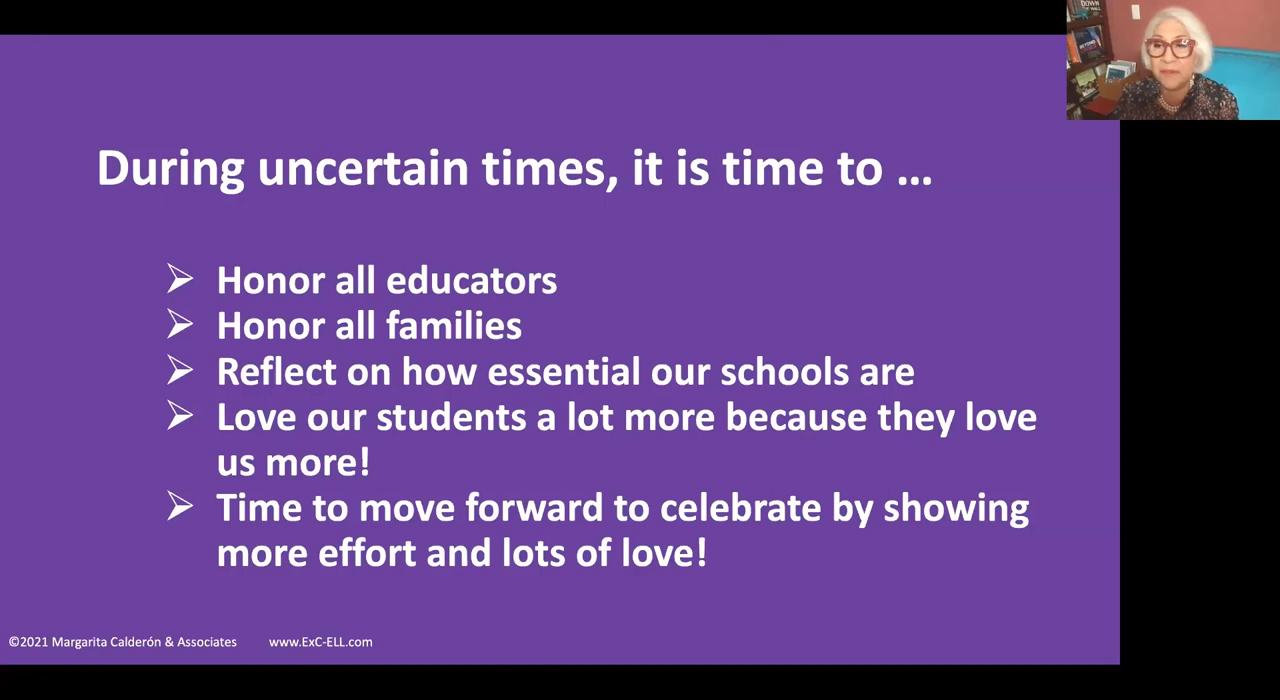 During uncertain times, it is time to …
➢ Honor all educators
➢ Honor all families
➢ Reflect on how essential our schools are
➢ Love our students a lot more because they love
us more!
➢ Time to move forward to celebrate by showing
more effort and lots of love!
©2021 Margarita Calderón & Associates www.ExC-ELL.com
DOWN
BEYOND